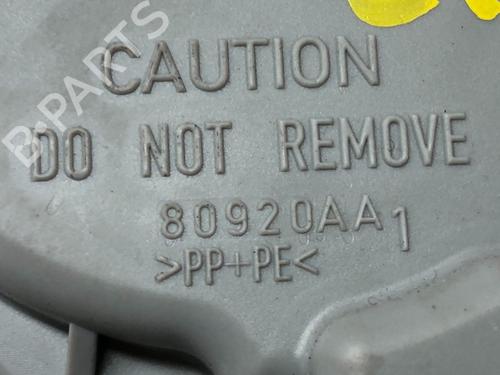 B-PARTS
CAUTION
DO NOT REMOVE
80920AA1
>PP+PE<